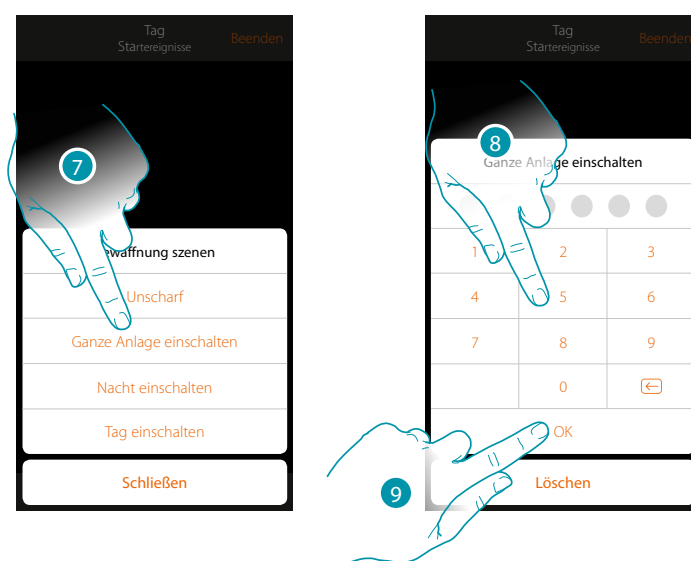 Tag
Startereignisse
Beenden
7
ewaffnung szenen
Unscharf
Ganze Anlage einschalten
Nacht einschalten
Tag einschalten
Schließen
Tag
Startereignisse
Beenden
8
Ganze Anlage einschalten
1 2 3
4 5 6
7 8 9
0
OK
9
Löschen